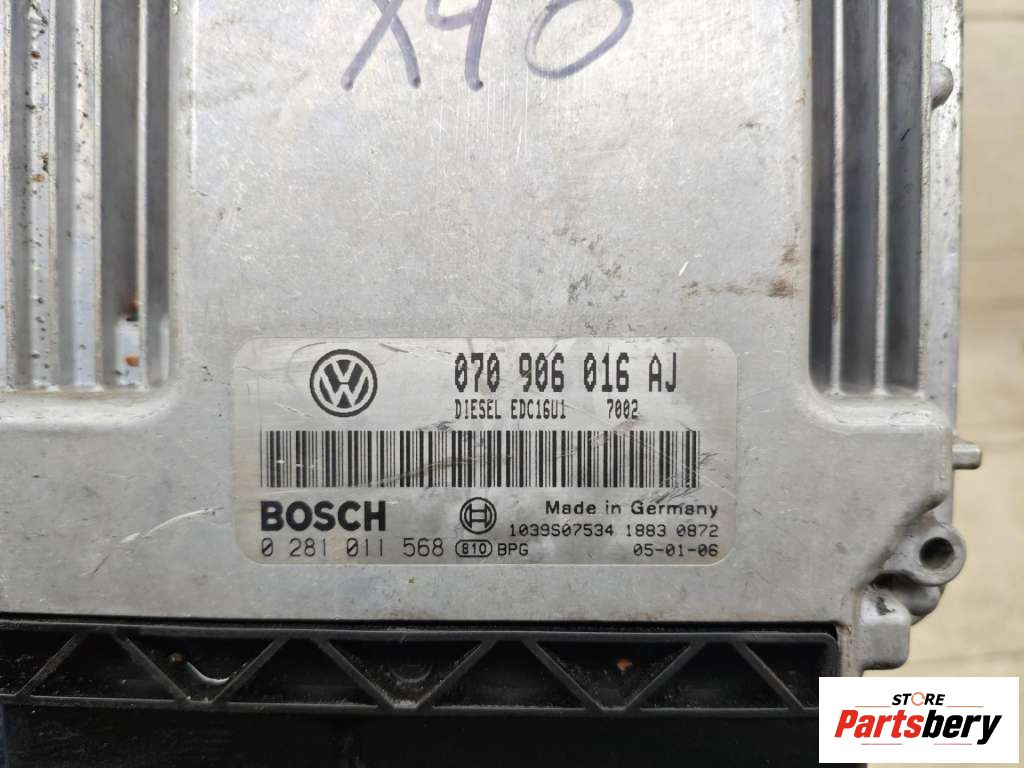 X40
070 906 016 AJ
DIESEL EDC16U1 7002
BOSCH
Made in Germany
1039S07534 1883 0872
0 281 011 568 810 BPG 05-01-06
STORE
Partsbery